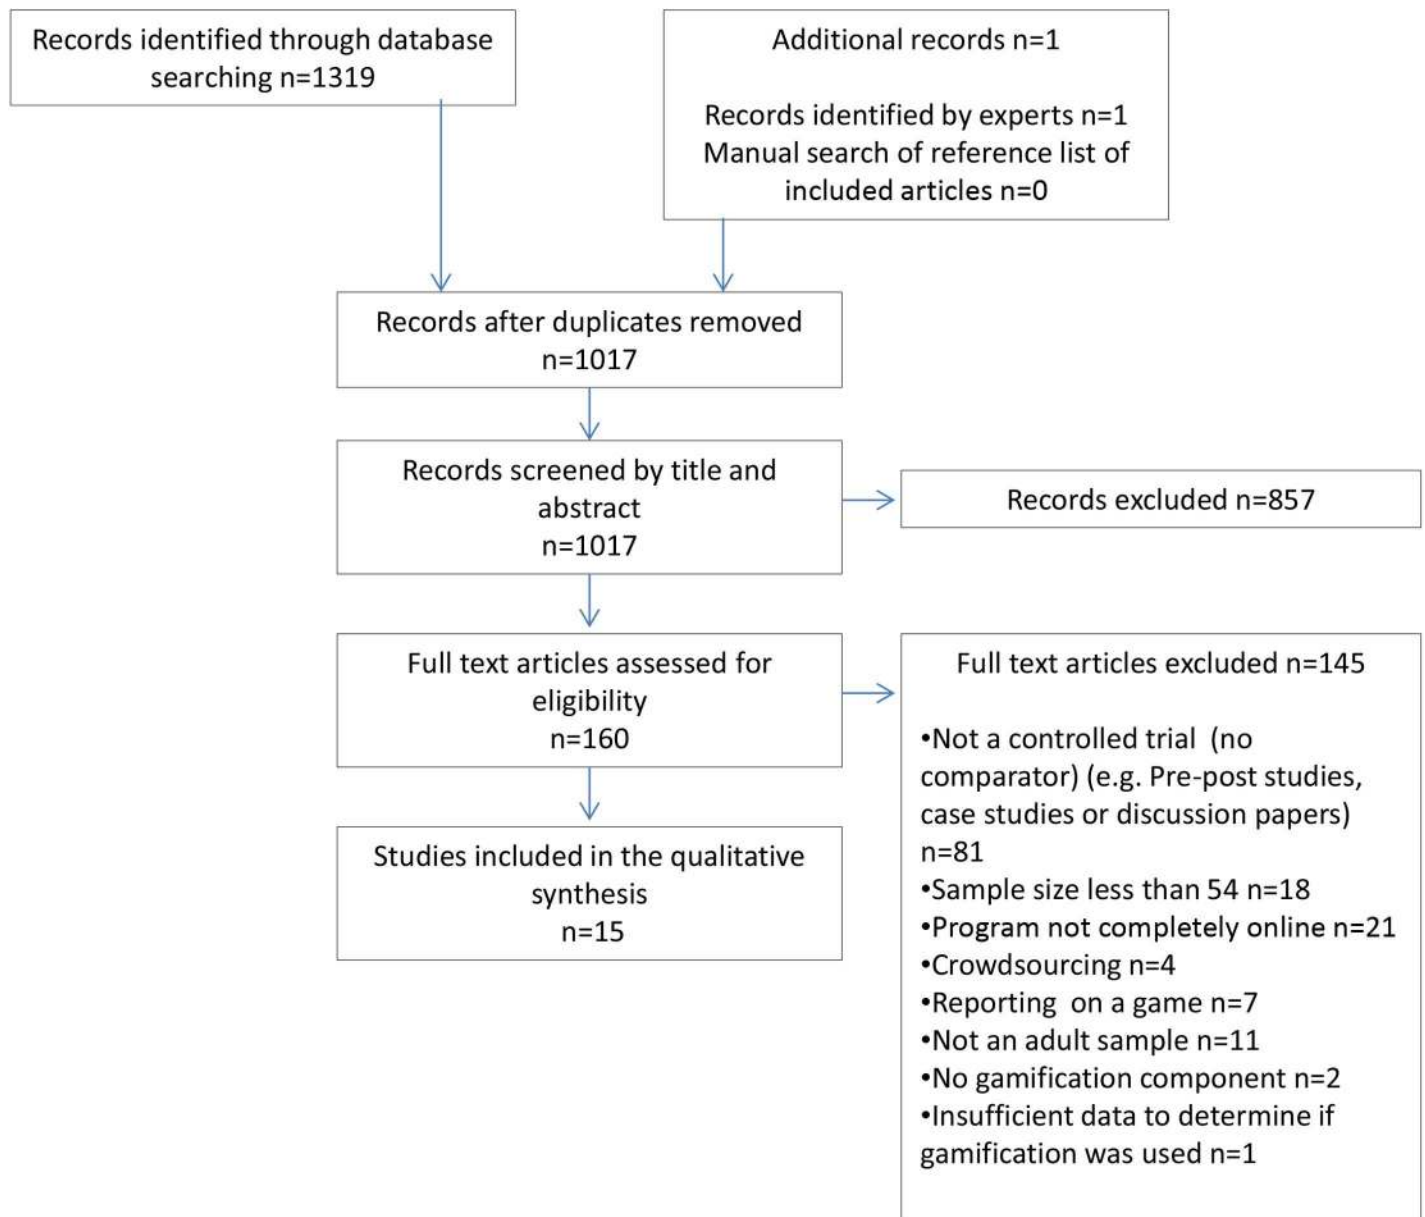 Records identified through database
searching n=1319
Additional records n=1
Records identified by experts n=1
Manual search of reference list of
included articles n=0
Records after duplicates removed
n=1017
Records screened by title and
abstract
n=1017
Records excluded n=857
Full text articles assessed for
eligibility
n=160
Full text articles excluded n=145
•Not a controlled trial  (no
comparator) (e.g. Pre-post studies,
case studies or discussion papers)
n=81
•Sample size less than 54 n=18
•Program not completely online n=21
•Crowdsourcing n=4
•Reporting  on a game n=7
•Not an adult sample n=11
•No gamification component n=2
•Insufficient data to determine if
gamification was used n=1
Studies included in the qualitative
synthesis
n=15